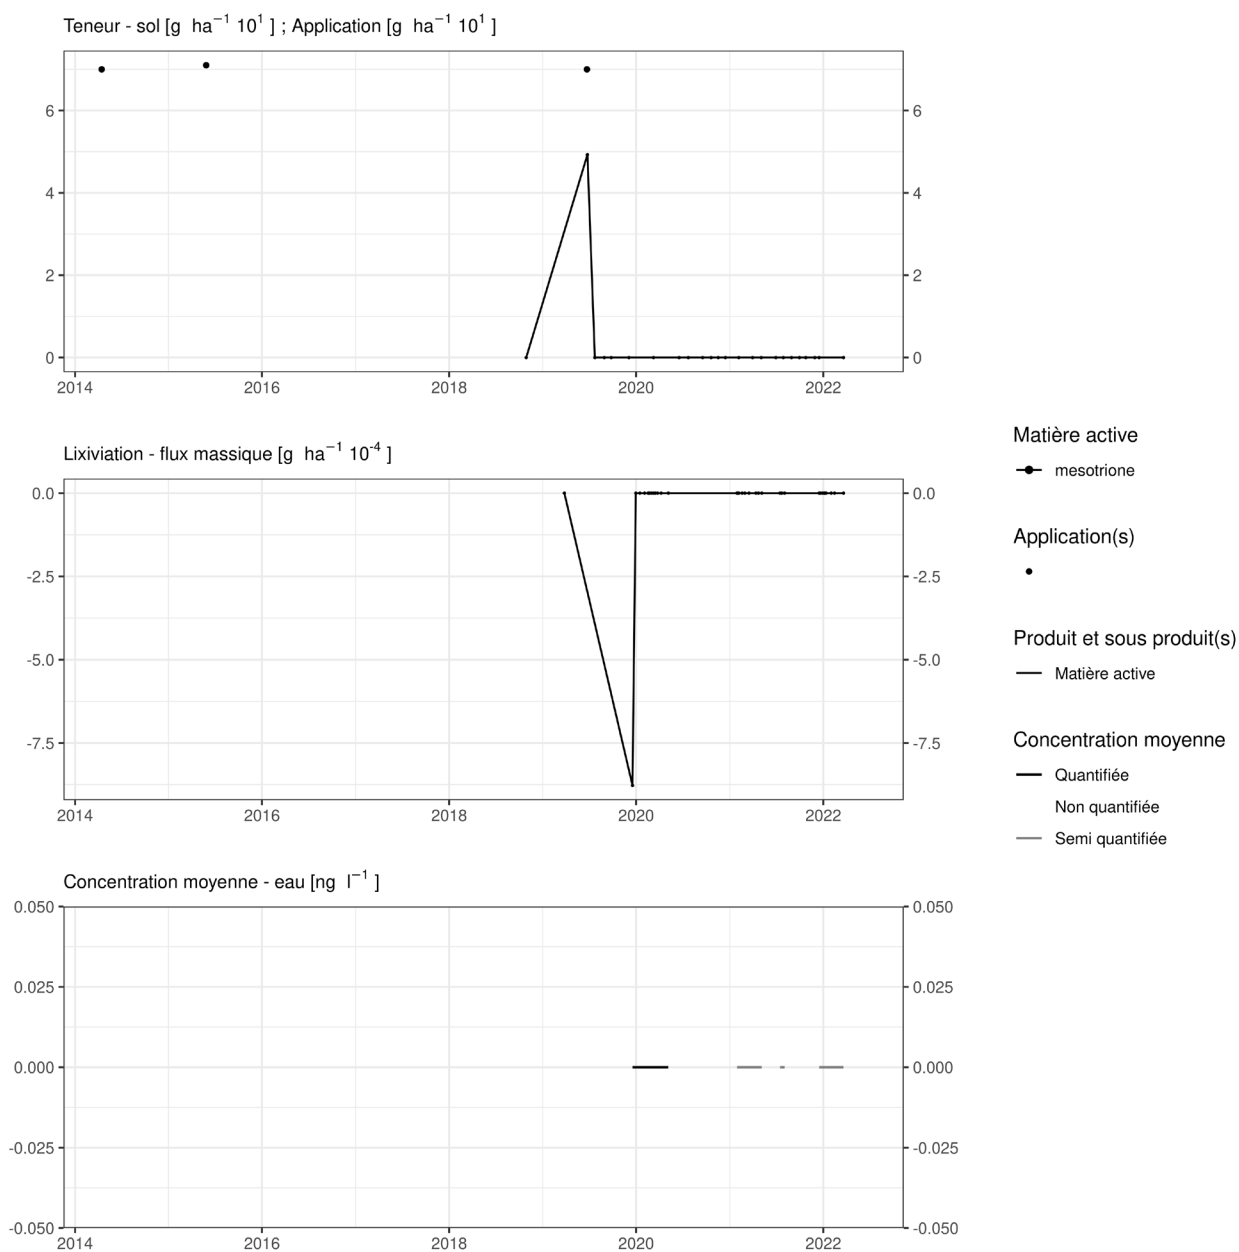 Teneur - sol [g ha−1 101 ] ; Application [g ha−1 101 ]
6 6
4 4
2 2
0 0
2014 2016 2018 2020 2022
Lixiviation - flux massique [g ha−1 10-4 ]
0.0 0.0
-2.5 -2.5
-5.0 -5.0
-7.5 -7.5
2014 2016 2018 2020 2022
Concentration moyenne - eau [ng l−1 ]
0.050 0.050
0.025 0.025
0.000 0.000
-0.025 -0.025
-0.050 -0.050
2014 2016 2018 2020 2022
Matière active
mesotrione
Application(s)
Produit et sous produit(s)
Matière active
Concentration moyenne
Quantifiée
Non quantifiée
Semi quantifiée